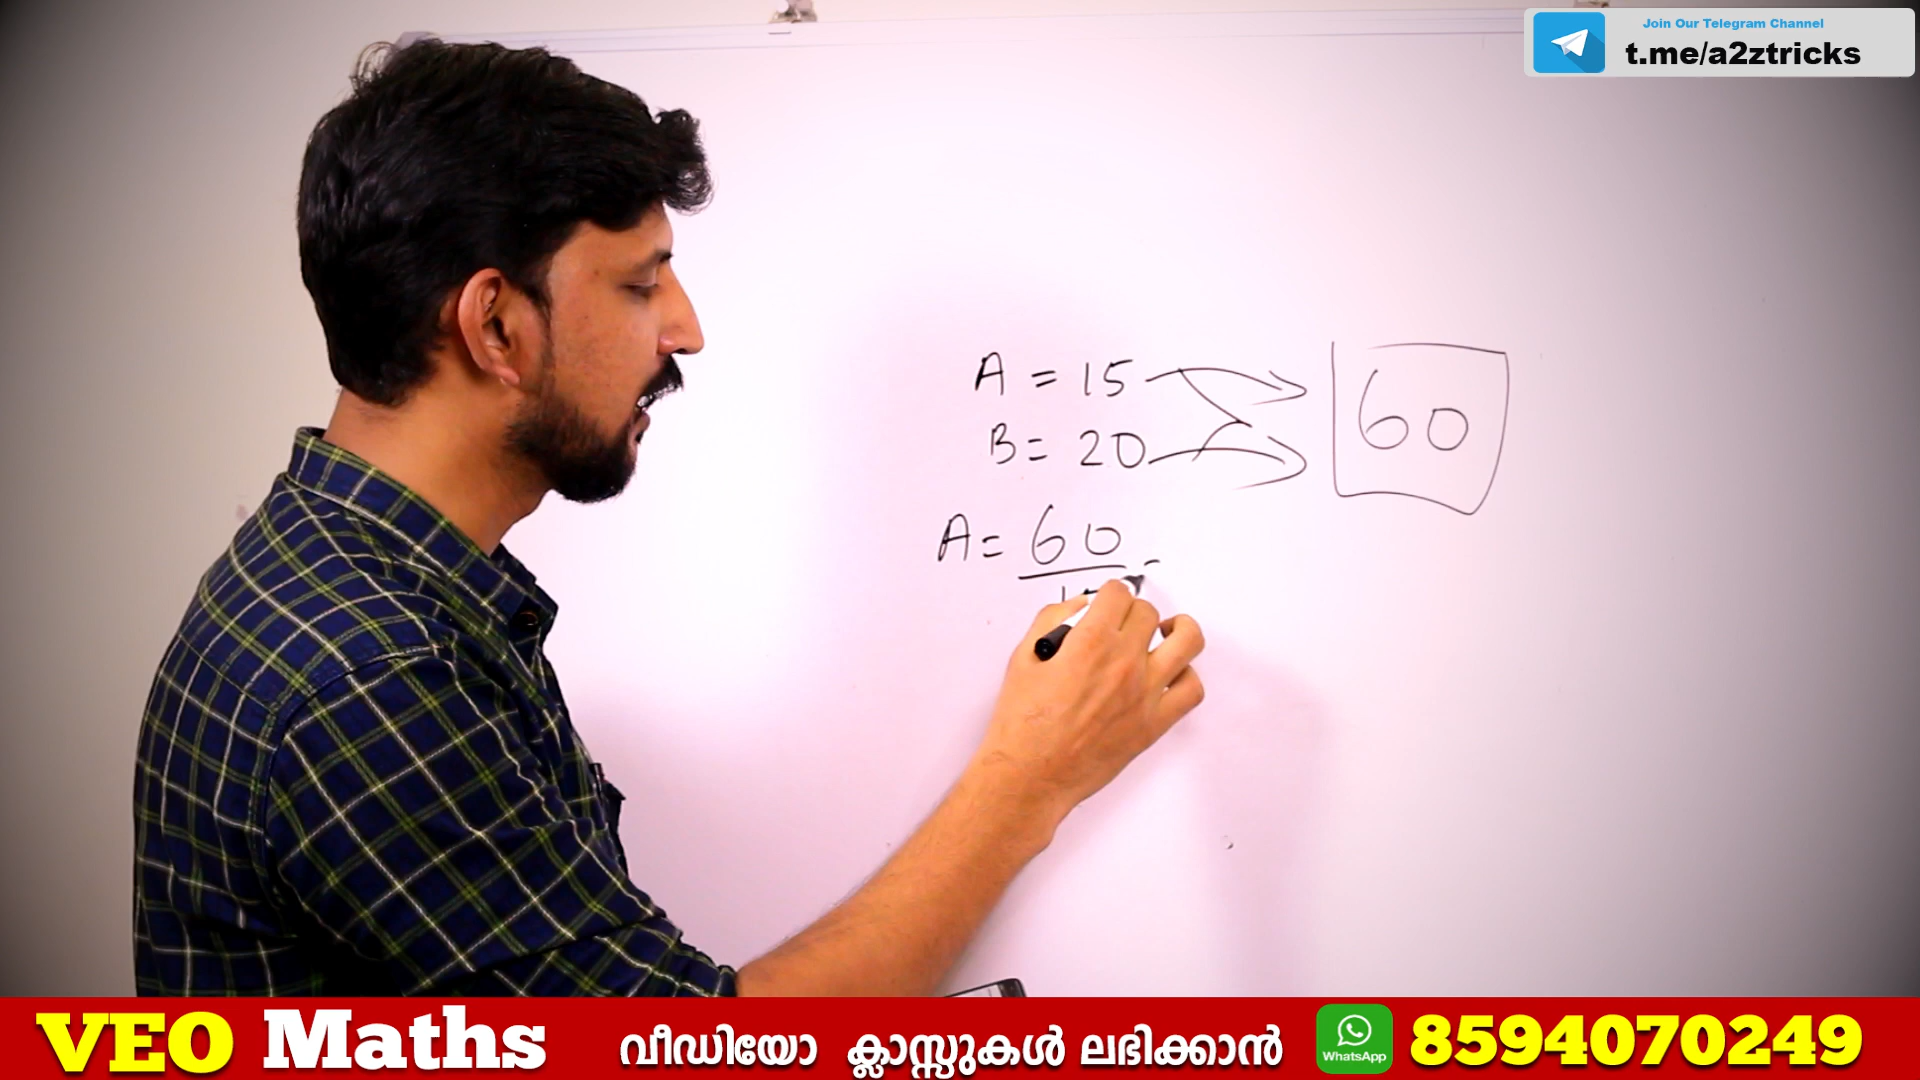 Join Our Telegram Channel
t.me/a2ztricks
A = 15
B = 20
60
A = 60
VEO Maths വീഡിയോ ക്ലാസ്സുകൾ ലഭിക്കാൻ WhatsApp 8594070249